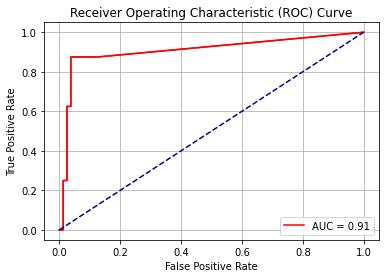 Receiver Operating Characteristic (ROC) Curve
True Positive Rate
1.0
0.8
0.6
0.4
0.2
0.0
0.0 0.2 0.4 0.6 0.8 1.0
False Positive Rate
AUC = 0.91